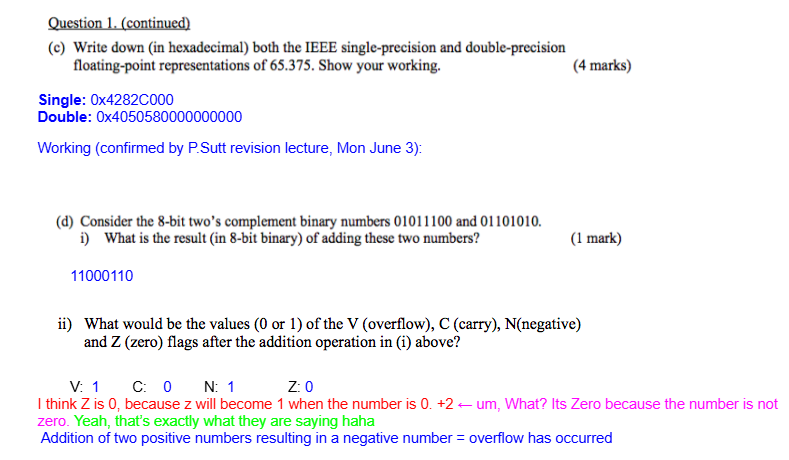 Question 1. (continued)
(c) Write down (in hexadecimal) both the IEEE single-precision and double-precision
floating-point representations of 65.375. Show your working. (4 marks)
Single: 0x4282C000
Double: 0x4050580000000000
Working (confirmed by P.Sutt revision lecture, Mon June 3):
(d) Consider the 8-bit two's complement binary numbers 01011100 and 01101010.
i) What is the result (in 8-bit binary) of adding these two numbers? (1 mark)
11000110
ii) What would be the values (0 or 1) of the V (overflow), C (carry), N(negative)
and Z (zero) flags after the addition operation in (i) above?
V: 1 C: 0 N: 1 Z: 0
I think Z is 0, because z will become 1 when the number is 0. +2 ← um, What? Its Zero because the number is not
zero. Yeah, that's exactly what they are saying haha
Addition of two positive numbers resulting in a negative number = overflow has occurred